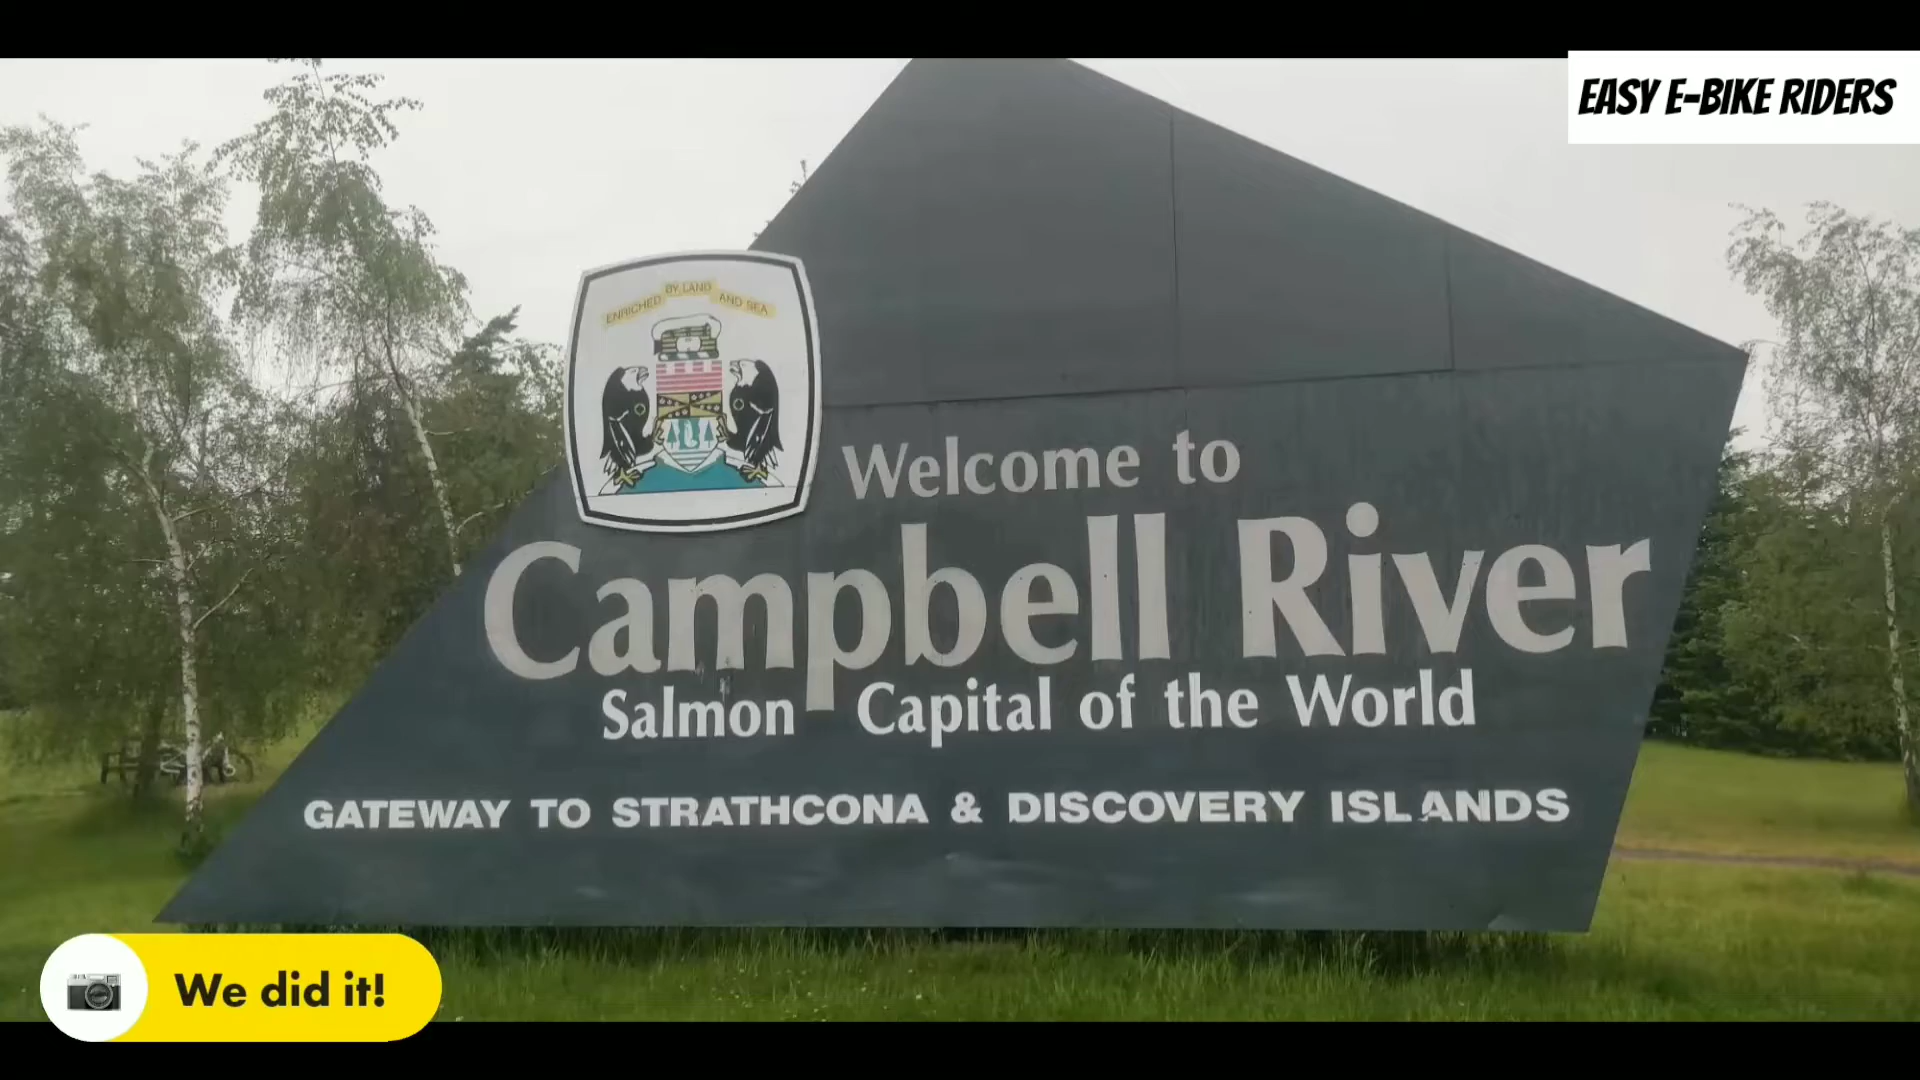 EASY E-BIKE RIDERS
ENRICHED BY LAND AND SEA
Welcome to
Campbell River
Salmon Capital of the World
GATEWAY TO STRATHCONA & DISCOVERY ISLANDS
We did it!